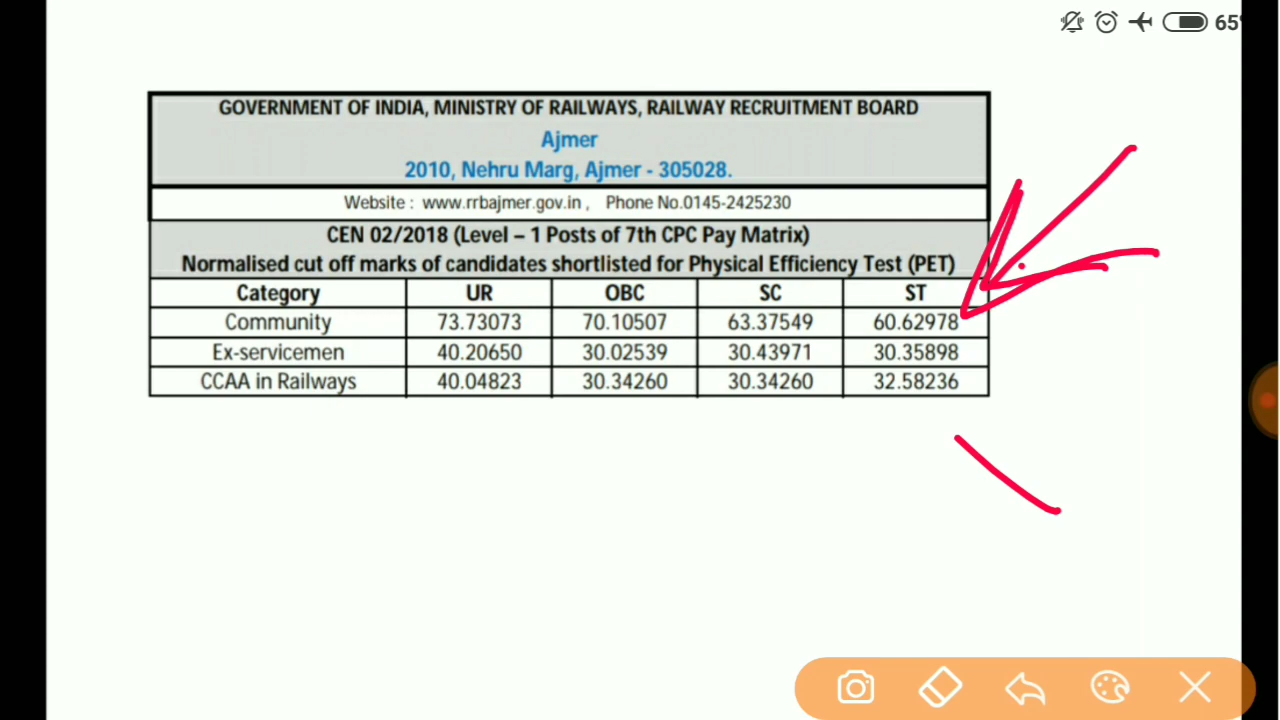 65
GOVERNMENT OF INDIA, MINISTRY OF RAILWAYS, RAILWAY RECRUITMENT BOARD
Ajmer
2010, Nehru Marg, Ajmer - 305028.
Website : www.rrbajmer.gov.in , Phone No.0145-2425230
CEN 02/2018 (Level – 1 Posts of 7th CPC Pay Matrix)
Normalised cut off marks of candidates shortlisted for Physical Efficiency Test (PET)
Category UR OBC SC ST
Community 73.73073 70.10507 63.37549 60.62978
Ex-servicemen 40.20650 30.02539 30.43971 30.35898
CCAA in Railways 40.04823 30.34260 30.34260 32.58236